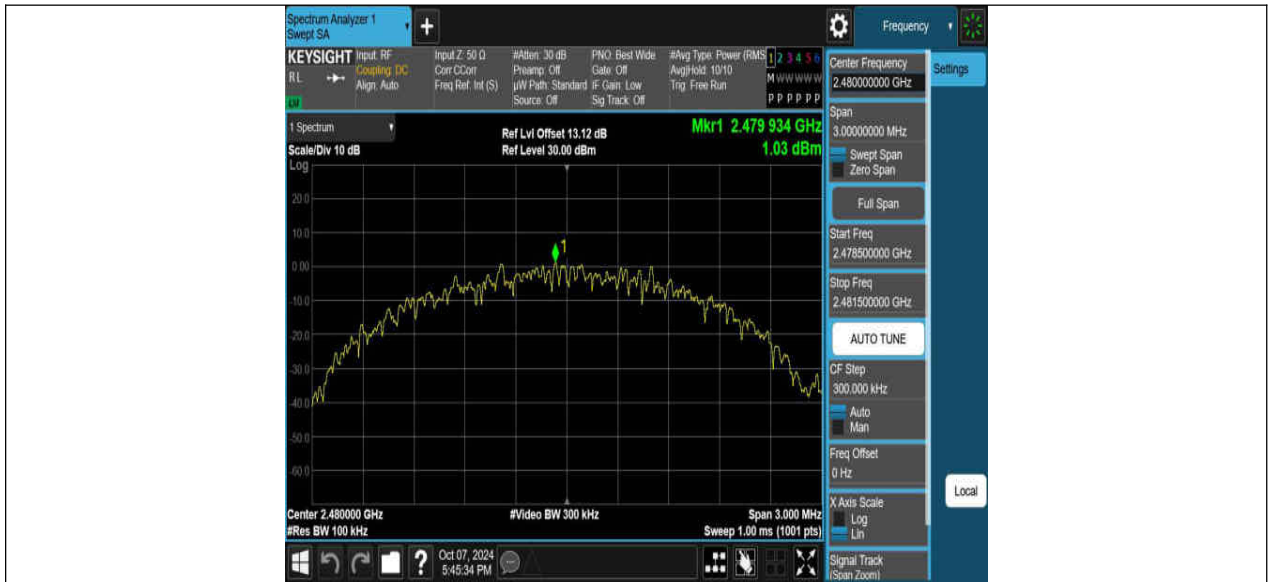 Spectrum Analyzer 1
Swept SA
+
Frequency
KEYSIGHT
RL
LM
Input: RF
Coupling: DC
Align: Auto
Input Z: 50 Ω
Corr CCorr
Freq Ref: Int (S)
#Atten: 30 dB
Preamp: Off
µW Path: Standard
Source: Off
PNO: Best Wide
Gate: Off
IF Gain: Low
Sig Track: Off
#Avg Type: Power (RMS
Avg|Hold: 10/10
Trig: Free Run
1 2 3 4 5 6
M W W W W W
P P P P P P
1 Spectrum
Scale/Div 10 dB
Log
Ref Lvl Offset 13.12 dB
Ref Level 30.00 dBm
Mkr1 2.479 934 GHz
1.03 dBm
20.0
10.0
0.00
-10.0
-20.0
-30.0
-40.0
-50.0
-60.0
1
Center 2.480000 GHz
#Res BW 100 kHz
#Video BW 300 kHz
Span 3.000 MHz
Sweep 1.00 ms (1001 pts)
?
Oct 07, 2024
5:45:34 PM
Center Frequency
2.480000000 GHz
Span
3.00000000 MHz
Swept Span
Zero Span
Full Span
Start Freq
2.478500000 GHz
Stop Freq
2.481500000 GHz
AUTO TUNE
CF Step
300.000 kHz
Auto
Man
Freq Offset
0 Hz
X Axis Scale
Log
Lin
Signal Track
(Span Zoom)
Settings
Local